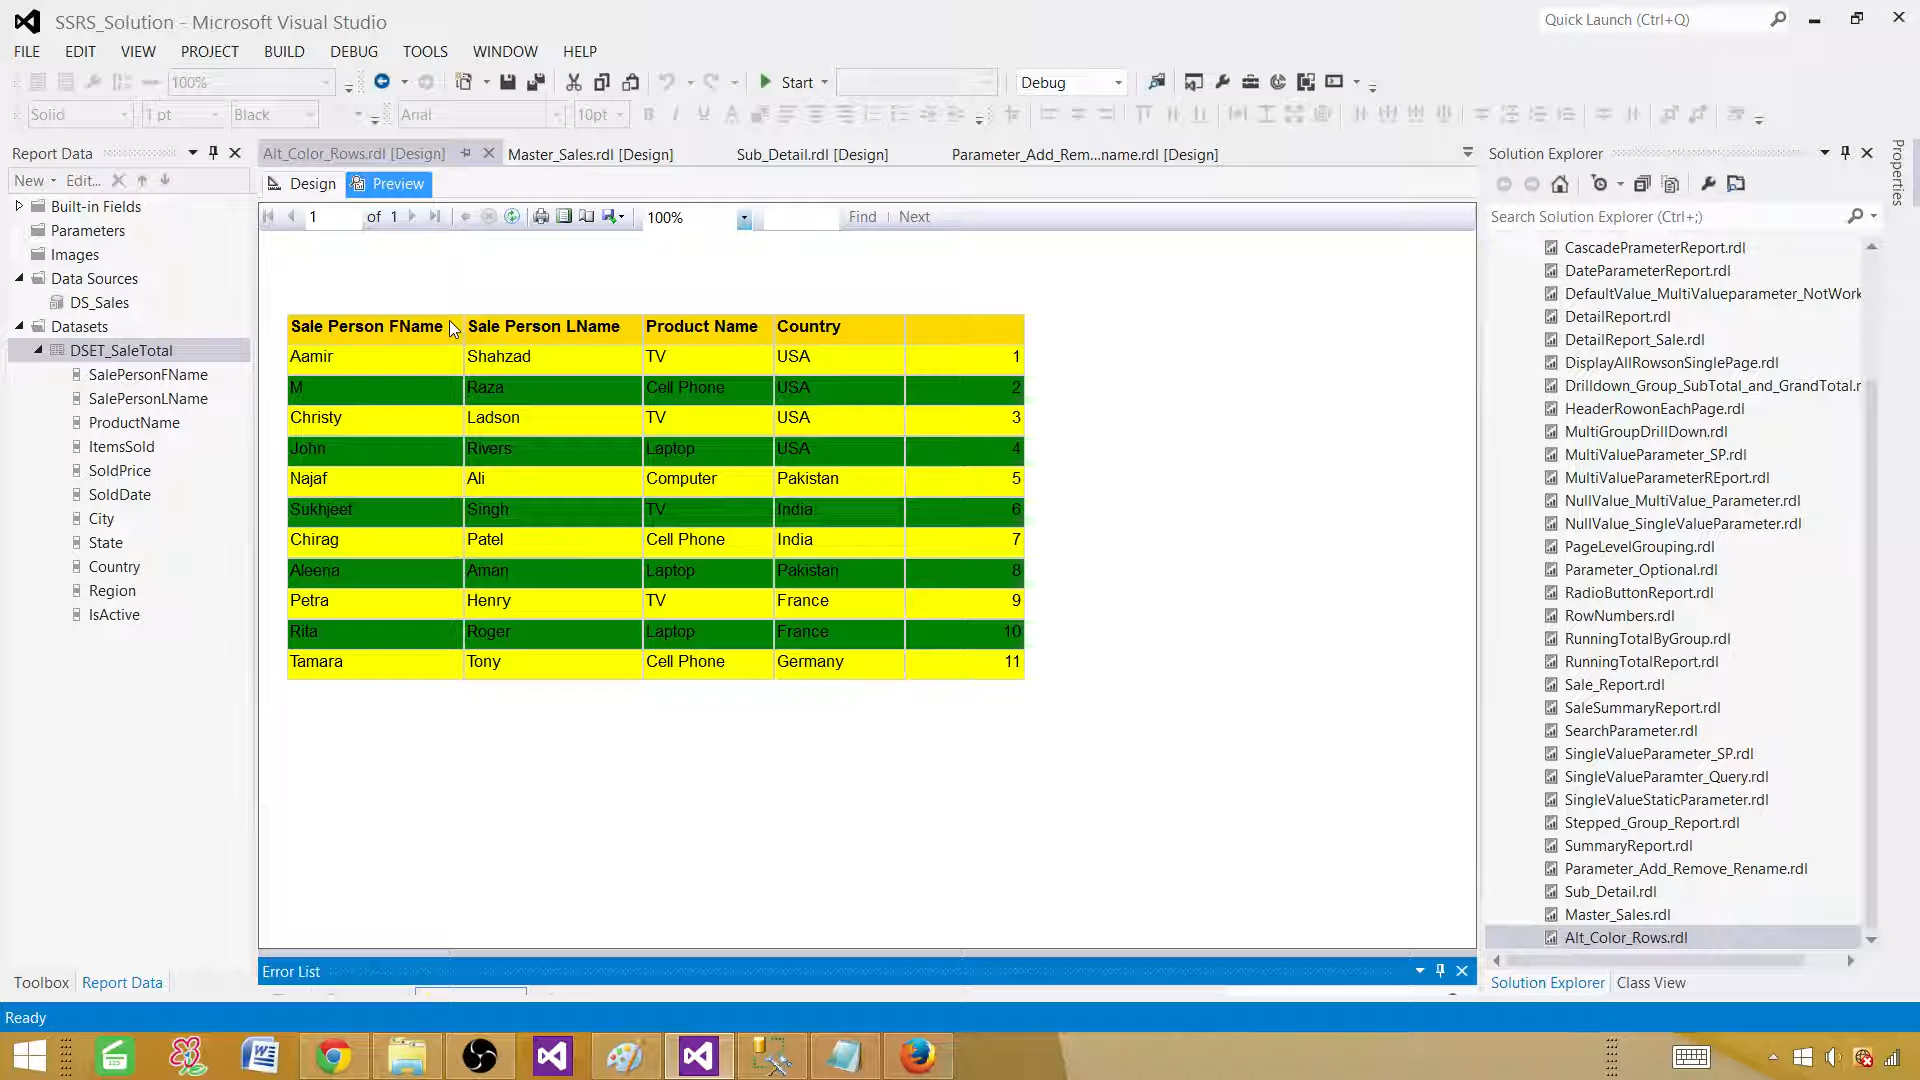 SSRS_Solution - Microsoft Visual Studio
Quick Launch (Ctrl+Q)
FILE EDIT VIEW PROJECT BUILD DEBUG TOOLS WINDOW HELP
100% Start Debug
Solid 1 pt Black Arial 10pt B I U A
Report Data
Alt_Color_Rows.rdl [Design] Master_Sales.rdl [Design] Sub_Detail.rdl [Design] Parameter_Add_Rem...name.rdl [Design]
Solution Explorer
Properties
New Edit...
Design Preview
1 of 1 100% Find Next
Search Solution Explorer (Ctrl+;)
Built-in Fields
Parameters
Images
Data Sources
DS_Sales
Datasets
DSET_SaleTotal
SalePersonFName
SalePersonLName
ProductName
ItemsSold
SoldPrice
SoldDate
City
State
Country
Region
IsActive
Sale Person FName Sale Person LName Product Name Country
Aamir Shahzad TV USA 1
M Raza Cell Phone USA 2
Christy Ladson TV USA 3
John Rivers Laptop USA 4
Najaf Ali Computer Pakistan 5
Sukhjeet Singh TV India 6
Chirag Patel Cell Phone India 7
Aleena Aman Laptop Pakistan 8
Petra Henry TV France 9
Rita Roger Laptop France 10
Tamara Tony Cell Phone Germany 11
CascadePrameterReport.rdl
DateParameterReport.rdl
DefaultValue_MultiValueparameter_NotWork
DetailReport.rdl
DetailReport_Sale.rdl
DisplayAllRowsonSinglePage.rdl
Drilldown_Group_SubTotal_and_GrandTotal.r
HeaderRowonEachPage.rdl
MultiGroupDrillDown.rdl
MultiValueParameter_SP.rdl
MultiValueParameterREport.rdl
NullValue_MultiValue_Parameter.rdl
NullValue_SingleValueParameter.rdl
PageLevelGrouping.rdl
Parameter_Optional.rdl
RadioButtonReport.rdl
RowNumbers.rdl
RunningTotalByGroup.rdl
RunningTotalReport.rdl
Sale_Report.rdl
SaleSummaryReport.rdl
SearchParameter.rdl
SingleValueParameter_SP.rdl
SingleValueParamter_Query.rdl
SingleValueStaticParameter.rdl
Stepped_Group_Report.rdl
SummaryReport.rdl
Parameter_Add_Remove_Rename.rdl
Sub_Detail.rdl
Master_Sales.rdl
Alt_Color_Rows.rdl
Error List
Toolbox Report Data
Solution Explorer Class View
Ready